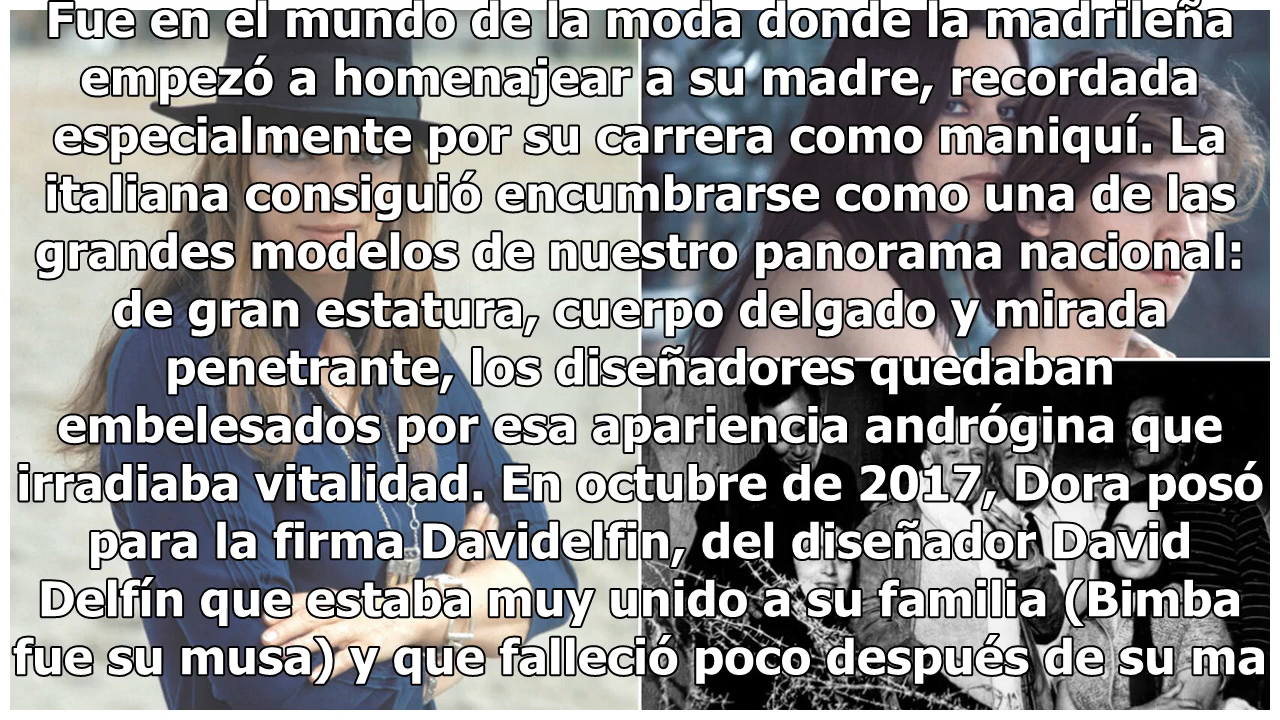 Fue en el mundo de la moda donde la madrileña
empezó a homenajear a su madre, recordada
especialmente por su carrera como maniquí. La
italiana consiguió encumbrarse como una de las
grandes modelos de nuestro panorama nacional:
de gran estatura, cuerpo delgado y mirada
penetrante, los diseñadores quedaban
embelesados por esa apariencia andrógina que
irradiaba vitalidad. En octubre de 2017, Dora posó
para la firma Davidelfin, del diseñador David
Delfín que estaba muy unido a su familia (Bimba
fue su musa) y que falleció poco después de su ma